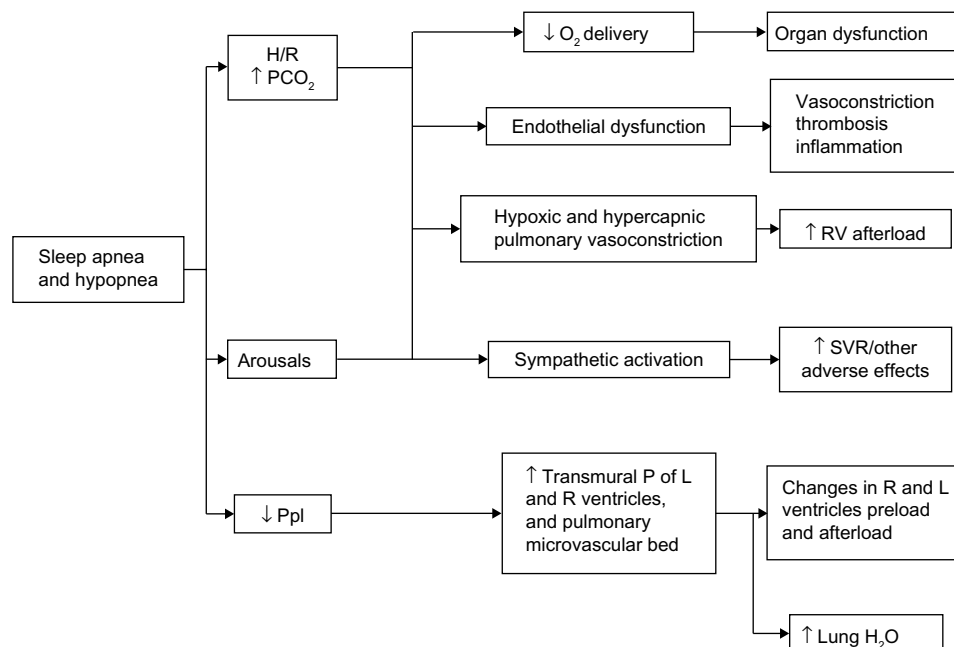 Sleep apnea
and hypopnea
H/R
↑ PCO₂
Arousals
↓ Ppl
↓ O₂ delivery
Organ dysfunction
Endothelial dysfunction
Vasoconstriction
thrombosis
inflammation
Hypoxic and hypercapnic
pulmonary vasoconstriction
↑ RV afterload
Sympathetic activation
↑ SVR/other
adverse effects
↑ Transmural P of L
and R ventricles,
and pulmonary
microvascular bed
Changes in R and L
ventricles preload
and afterload
↑ Lung H₂O